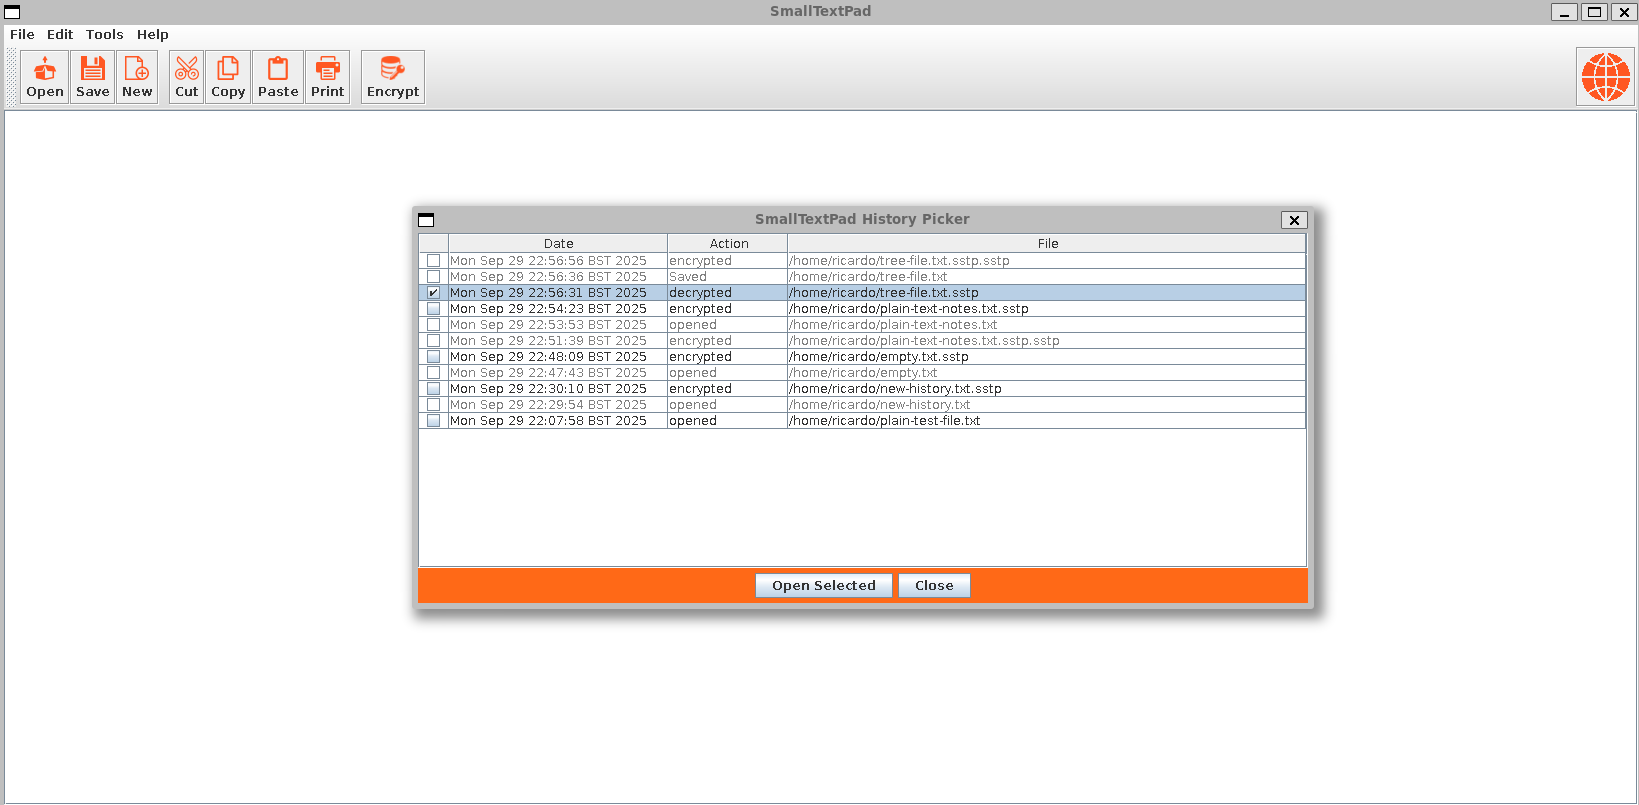 SmallTextPad
File Edit Tools Help
Open Save New Cut Copy Paste Print Encrypt
SmallTextPad History Picker
Date Action File
Mon Sep 29 22:56:56 BST 2025 encrypted /home/ricardo/tree-file.txt.sstp.sstp
Mon Sep 29 22:56:36 BST 2025 Saved /home/ricardo/tree-file.txt
Mon Sep 29 22:56:31 BST 2025 decrypted /home/ricardo/tree-file.txt.sstp
Mon Sep 29 22:54:23 BST 2025 encrypted /home/ricardo/plain-text-notes.txt.sstp
Mon Sep 29 22:53:53 BST 2025 opened /home/ricardo/plain-text-notes.txt
Mon Sep 29 22:51:39 BST 2025 encrypted /home/ricardo/plain-text-notes.txt.sstp.sstp
Mon Sep 29 22:48:09 BST 2025 encrypted /home/ricardo/empty.txt.sstp
Mon Sep 29 22:47:43 BST 2025 opened /home/ricardo/empty.txt
Mon Sep 29 22:30:10 BST 2025 encrypted /home/ricardo/new-history.txt.sstp
Mon Sep 29 22:29:54 BST 2025 opened /home/ricardo/new-history.txt
Mon Sep 29 22:07:58 BST 2025 opened /home/ricardo/plain-test-file.txt
Open Selected Close